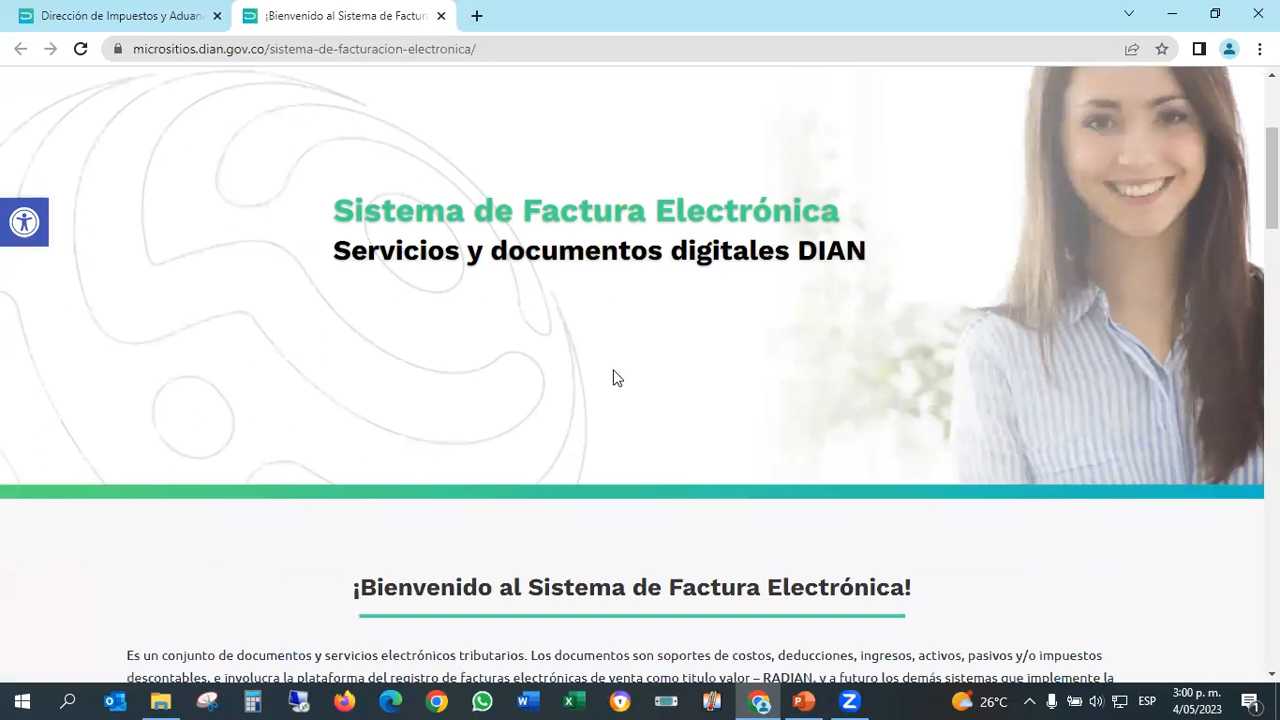 Dirección de Impuestos y Aduan
¡Bienvenido al Sistema de Factura
micrositios.dian.gov.co/sistema-de-facturacion-electronica/
Sistema de Factura Electrónica
Servicios y documentos digitales DIAN
¡Bienvenido al Sistema de Factura Electrónica!
Es un conjunto de documentos y servicios electrónicos tributarios. Los documentos son soportes de costos, deducciones, ingresos, activos, pasivos y/o impuestos
descontables, e involucra la plataforma del registro de facturas electrónicas de venta como titulo valor – RADIAN, y a futuro los demás sistemas que implemente la
26°C
ESP
3:00 p. m.
4/05/2023
1